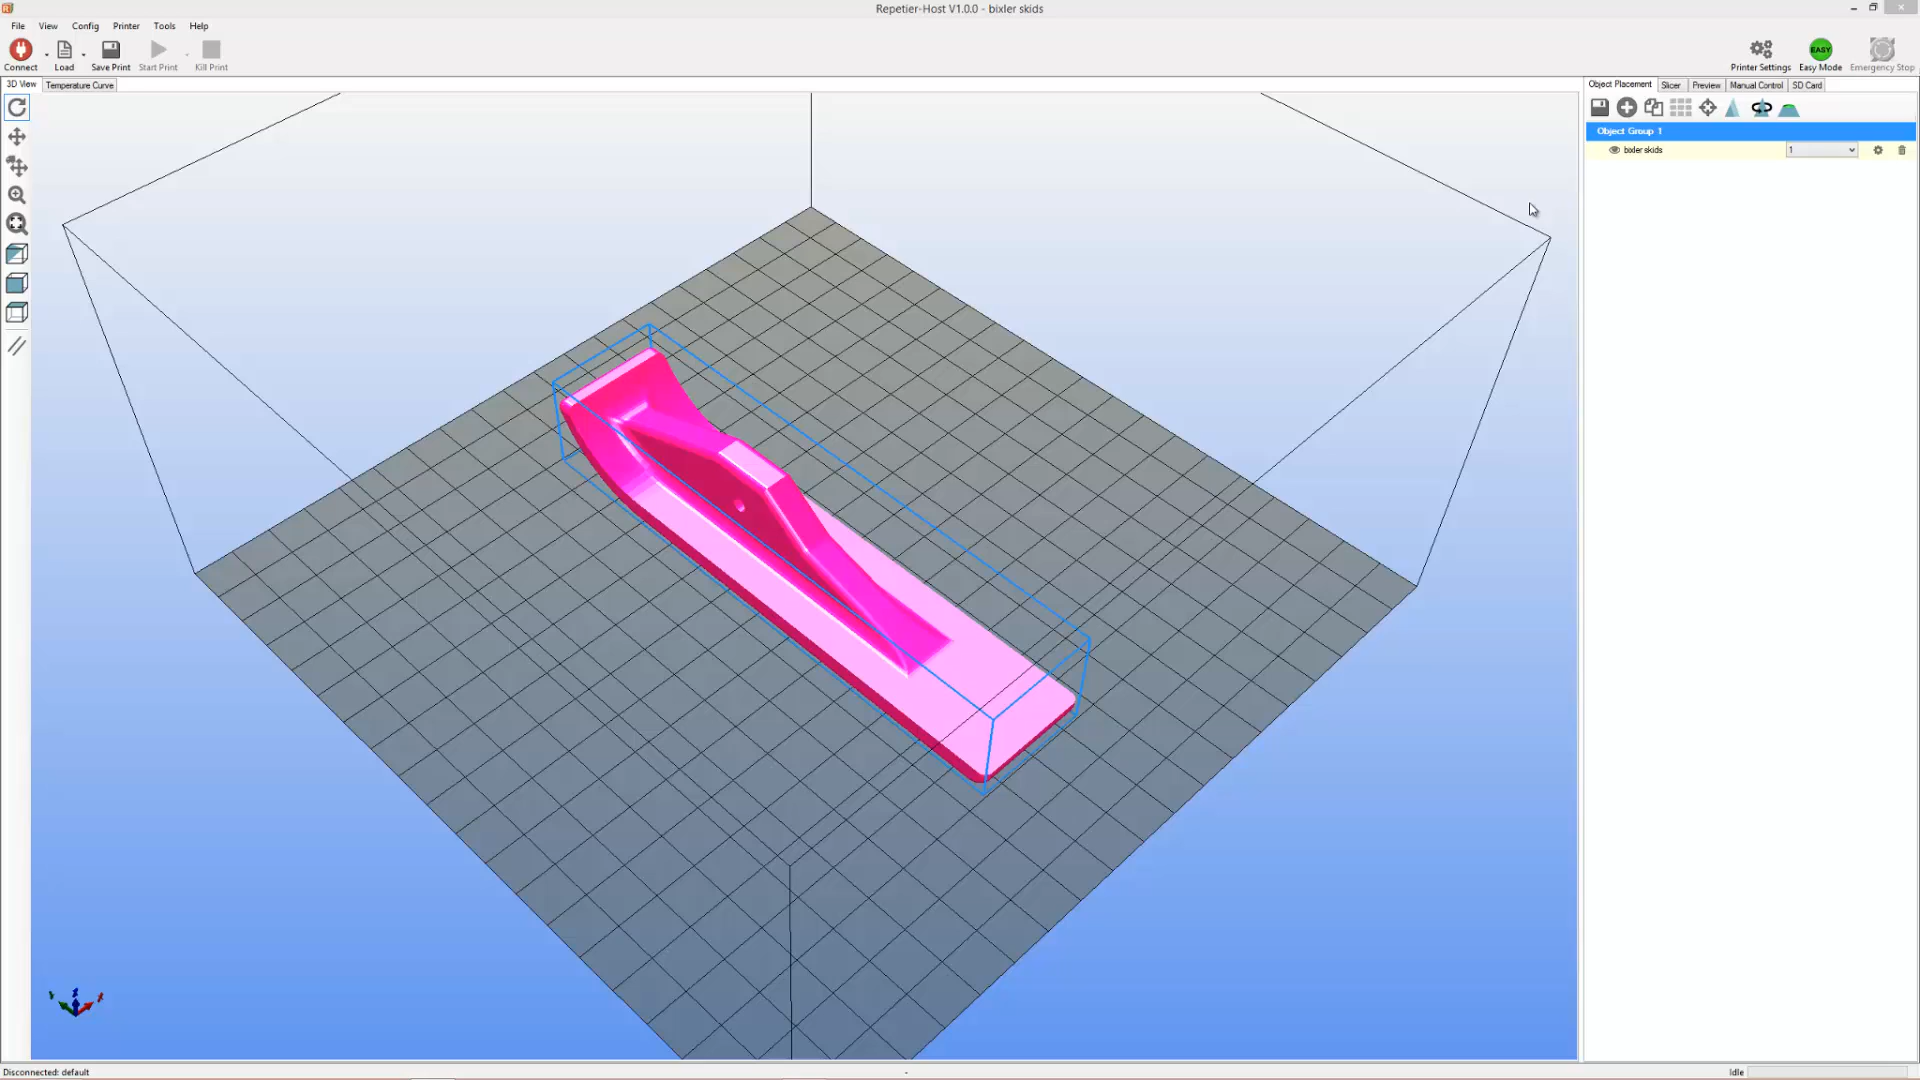 Repetier-Host V1.0.0 - bixler skids
File View Config Printer Tools Help
Connect Load Save Print Start Print Kill Print
EASY
Printer Settings Easy Mode Emergency Stop
3D View Temperature Curve
Object Placement Slicer Preview Manual Control SD Card
Object Group 1
bixler skids 1
Disconnected: default - Idle